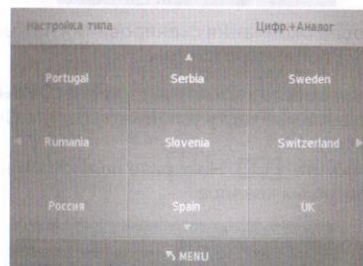 Настройка типа Цифр.+Аналог
Portugal Serbia Sweden
Rumania Slovenia Switzerland
Россия Spain UK
MENU